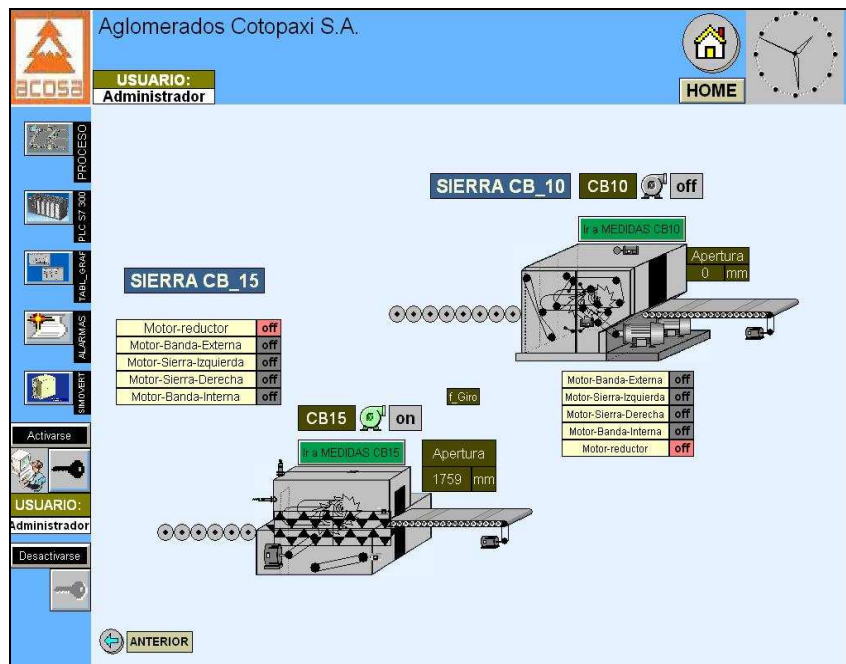 Aglomerados Cotopaxi S.A.
acosa
USUARIO:
Administrador
HOME
PROCESO
PLC S7 300
TABL_GRAF
ALARMAS
SIMOVERT
Activarse
USUARIO:
Administrador
Desactivarse
SIERRA CB_10
CB10
off
Ir a MEDIDAS CB10
Apertura
0 mm
Motor-Banda-Externa off
Motor-Sierra-Izquierda off
Motor-Sierra-Derecha off
Motor-Banda-Interna off
Motor-reductor off
SIERRA CB_15
Motor-reductor off
Motor-Banda-Externa off
Motor-Sierra-Izquierda off
Motor-Sierra-Derecha off
Motor-Banda-Interna off
f_Giro
CB15
on
Ir a MEDIDAS CB15
Apertura
1759 mm
ANTERIOR